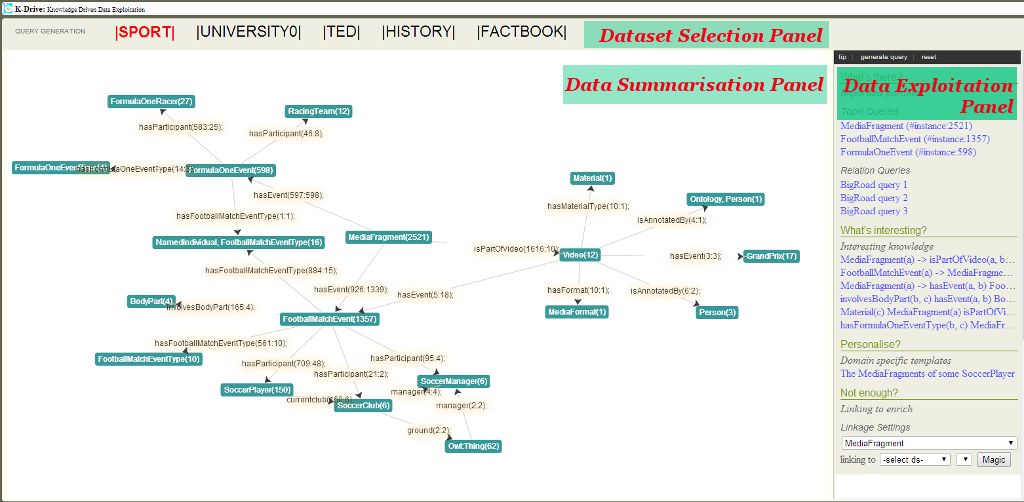 K-Drive: Knowledge Driven Data Exploitation
QUERY GENERATION |SPORT| |UNIVERSITY0| |TED| |HISTORY| |FACTBOOK| Dataset Selection Panel
tip | generate query | reset
Data Summarisation Panel
Data Exploitation Panel
What's there?
Topic Queries
MediaFragment (#instance:2521)
FootballMatchEvent (#instance:1357)
FormulaOneEvent (#instance:598)
Relation Queries
BigRoad query 1
BigRoad query 2
BigRoad query 3
What's interesting?
Interesting knowledge
MediaFragment(a) -> isPartOfVideo(a, b...
FootballMatchEvent(a) -> MediaFragme...
MediaFragment(a) -> hasEvent(a, b) Foo...
involvesBodyPart(b, c) hasEvent(a, b) Bo...
Material(c) MediaFragment(a) isPartOfVi...
hasFormulaOneEventType(b, c) MediaFr...
Personalise?
Domain specific templates
The MediaFragments of some SoccerPlayer
Not enough?
Linking to enrich
Linkage Settings
MediaFragment
linking to -select ds- Magic
FormulaOneRacer(27)
RacingTeam(12)
hasParticipant(583:25);
hasParticipant(46:8);
FormulaOneEvent(598)
hasEvent(597:598);
hasFootballMatchEventType(1:1);
NamedIndividual, FootballMatchEventType(16)
MediaFragment(2521)
isPartOfVideo(1616:10);
Material(1)
hasMaterialType(10:1);
Ontology, Person(1)
isAnnotatedBy(4:1);
Video(12)
hasEvent(3:3);
GrandPrix(17)
hasFormat(10:1);
isAnnotatedBy(6:2);
MediaFormat(1)
Person(3)
hasFootballMatchEventType(884:15);
hasEvent(926:1339);
hasEvent(5:18);
BodyPart(4)
involvesBodyPart(165:4);
FootballMatchEvent(1357)
hasFootballMatchEventType(561:10);
FootballMatchEventType(10)
hasParticipant(709:48);
hasParticipant(95:4);
hasParticipant(21:2);
SoccerPlayer(150)
SoccerManager(6)
manager(4:4);
SoccerClub(6)
manager(2:2);
ground(2:2);
Owl:Thing(62)